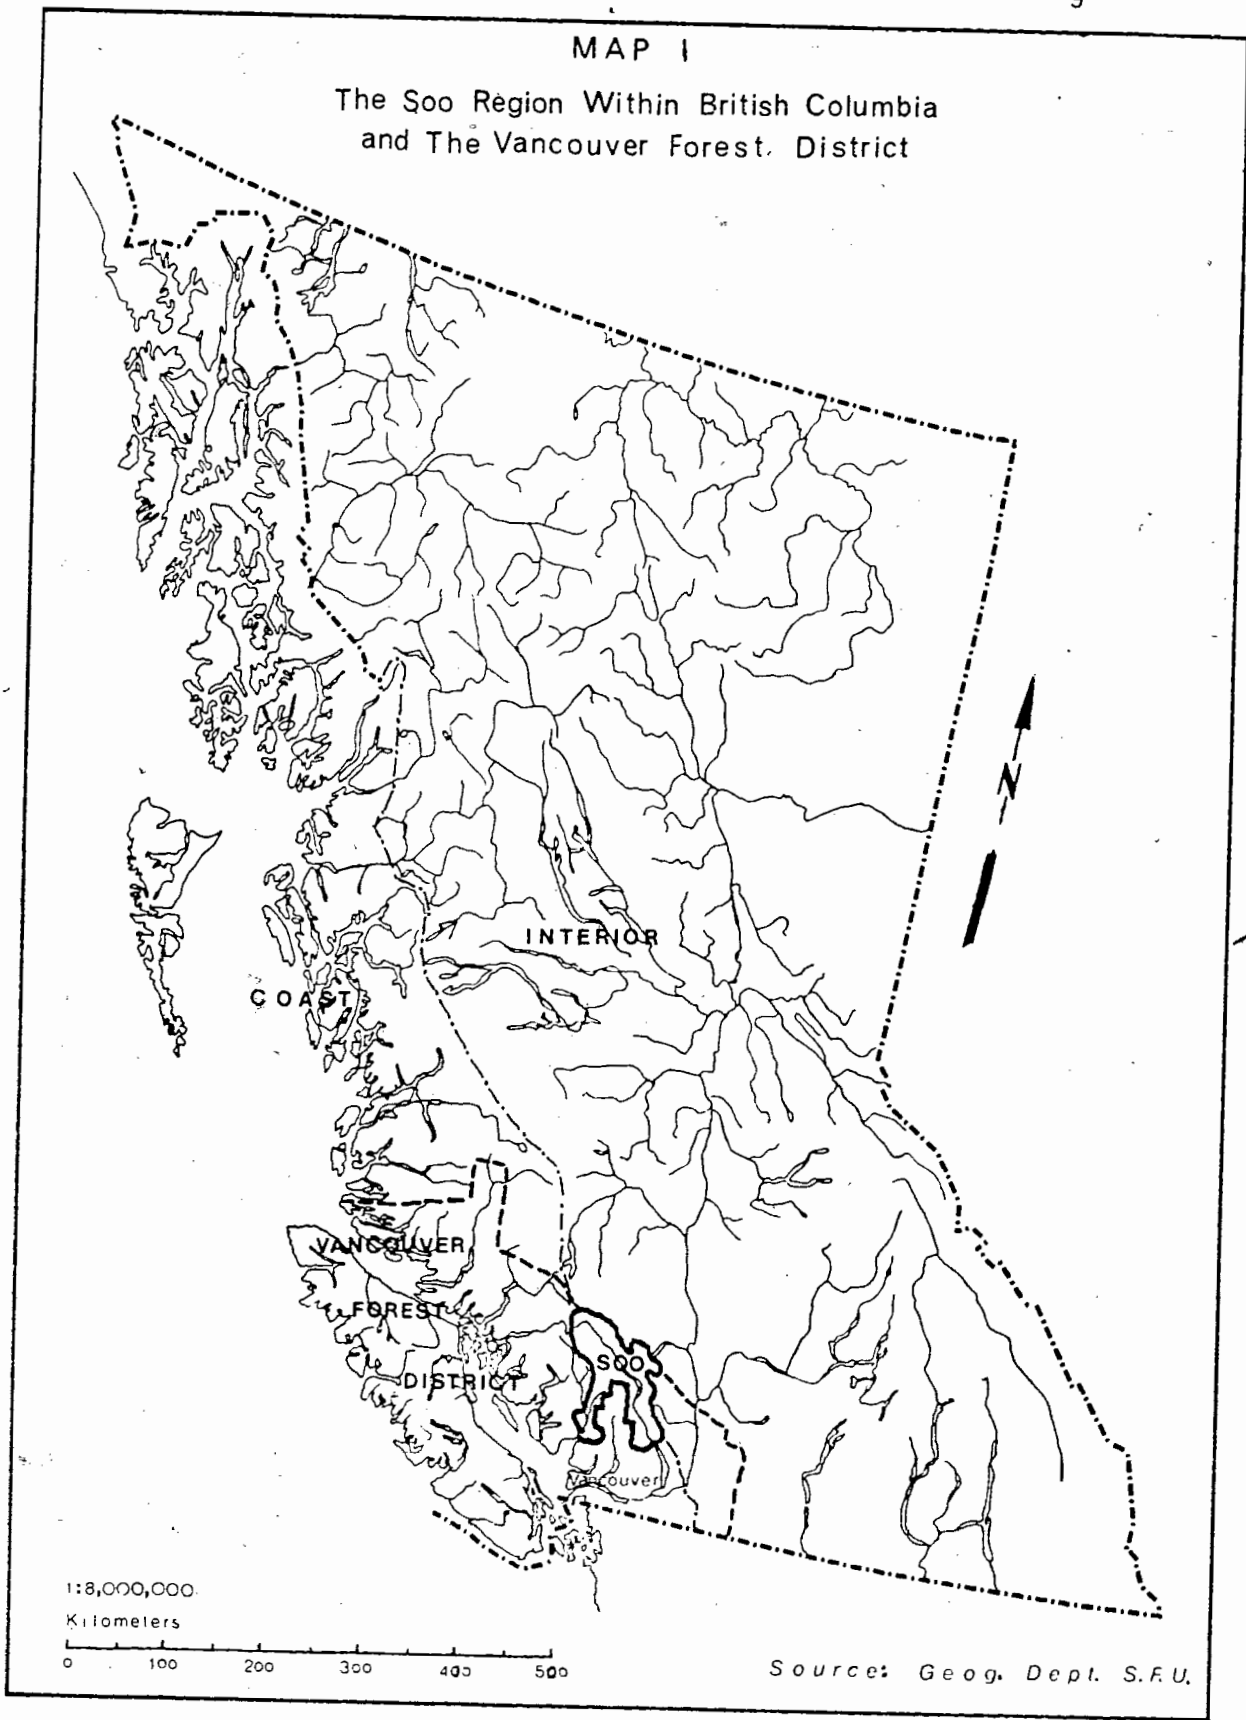 MAP 1
The Soo Region Within British Columbia
and The Vancouver Forest District
N
INTERIOR
COAST
VANCOUVER
FOREST
DISTRICT
SOO
Vancouver
1:8,000,000
Kilometers
0 100 200 300 400 500
Source: Geog. Dept. S.F.U.